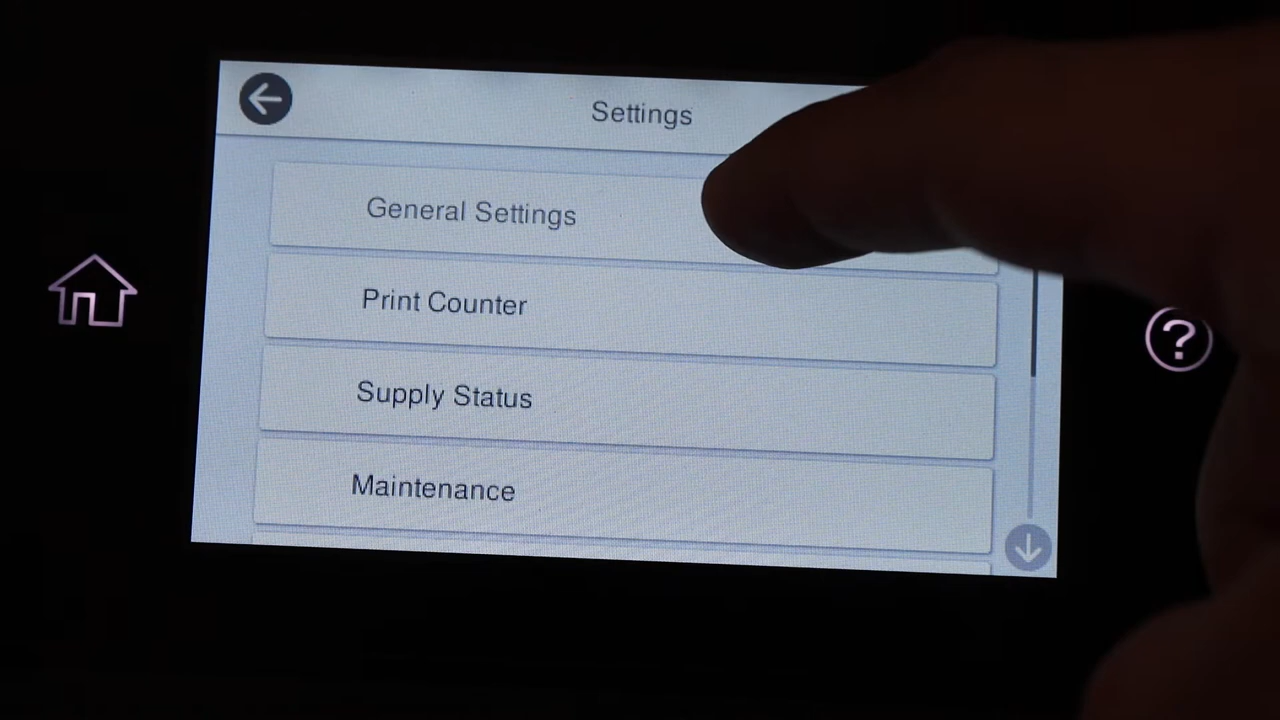 Settings
General Settings
Print Counter
Supply Status
Maintenance
?